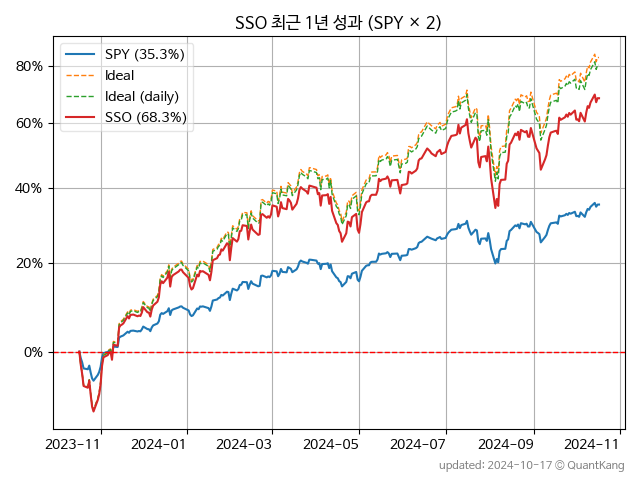 SSO 최근 1년 성과 (SPY × 2)
SPY (35.3%)
Ideal
Ideal (daily)
SSO (68.3%)
80%
60%
40%
20%
0%
2023-11
2024-01
2024-03
2024-05
2024-07
2024-09
2024-11
updated: 2024-10-17 © QuantKang